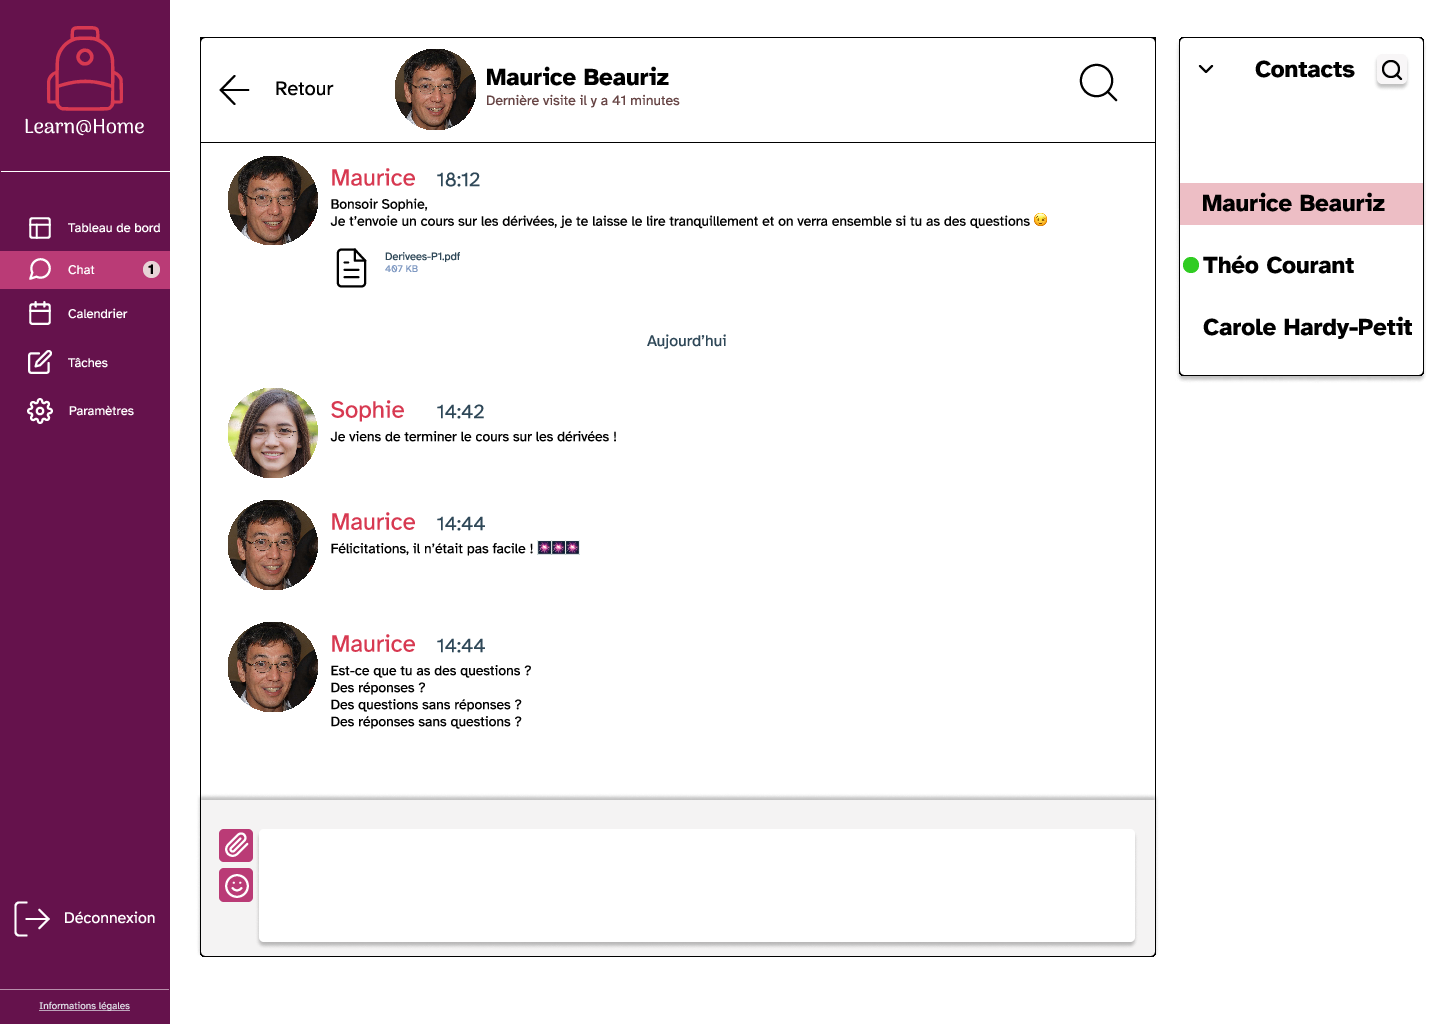 Learn@Home
Tableau de bord
Chat 1
Calendrier
Tâches
Paramètres
Déconnexion
Informations légales
Retour
Maurice Beauriz
Dernière visite il y a 41 minutes
Maurice 18:12
Bonsoir Sophie,
Je t’envoie un cours sur les dérivées, je te laisse le lire tranquillement et on verra ensemble si tu as des questions 😉
Derivees-P1.pdf
407 KB
Aujourd’hui
Sophie 14:42
Je viens de terminer le cours sur les dérivées !
Maurice 14:44
Félicitations, il n’était pas facile ! 🎆🎆🎆
Maurice 14:44
Est-ce que tu as des questions ?
Des réponses ?
Des questions sans réponses ?
Des réponses sans questions ?
Contacts
Maurice Beauriz
Théo Courant
Carole Hardy-Petit